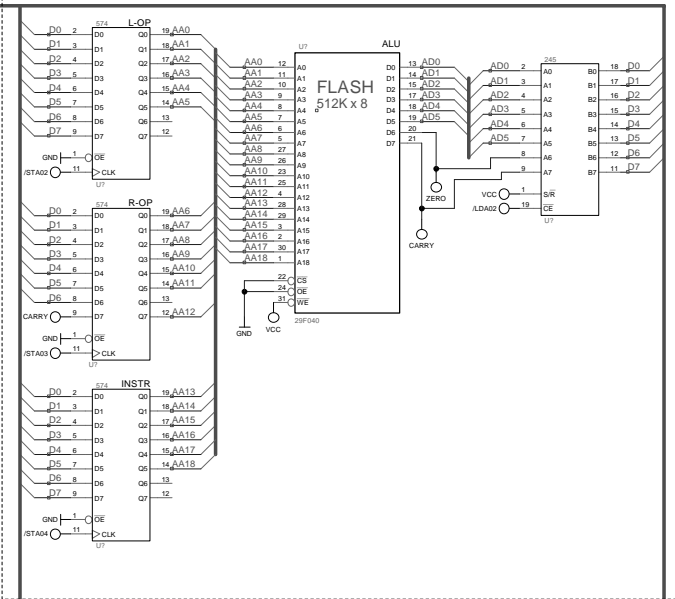 574 L-OP
D0 2 D0 Q0 19 AA0
D1 3 D1 Q1 18 AA1
D2 4 D2 Q2 17 AA2
D3 5 D3 Q3 16 AA3
D4 6 D4 Q4 15 AA4
D5 7 D5 Q5 14 AA5
D6 8 D6 Q6 13
D7 9 D7 Q7 12
GND 1 OE
/STA02 11 CLK
U?
R-OP
574
D0 2 D0 Q0 19 AA6
D1 3 D1 Q1 18 AA7
D2 4 D2 Q2 17 AA8
D3 5 D3 Q3 16 AA9
D4 6 D4 Q4 15 AA10
D5 7 D5 Q5 14 AA11
D6 8 D6 Q6 13
CARRY 9 D7 Q7 12 AA12
GND 1 OE
/STA03 11 CLK
U?
574 INSTR
D0 2 D0 Q0 19 AA13
D1 3 D1 Q1 18 AA14
D2 4 D2 Q2 17 AA15
D3 5 D3 Q3 16 AA16
D4 6 D4 Q4 15 AA17
D5 7 D5 Q5 14 AA18
D6 8 D6 Q6 13
D7 9 D7 Q7 12
GND 1 OE
/STA04 11 CLK
U?
U? ALU
FLASH
512K x 8
AA0 12 A0 D0 13 AD0
AA1 11 A1 D1 14 AD1
AA2 10 A2 D2 15 AD2
AA3 9 A3 D3 17 AD3
AA4 8 A4 D4 18 AD4
AA5 7 A5 D5 19 AD5
AA6 6 A6 D6 20
AA7 5 A7 D7 21
AA8 27 A8
AA9 26 A9
AA10 23 A10
AA11 25 A11
AA12 4 A12
AA13 28 A13
AA14 29 A14
AA15 3 A15
AA16 2 A16
AA17 30 A17
AA18 1 A18
22 CS
24 OE
31 WE
GND
VCC
29F040
ZERO
CARRY
245
AD0 2 A0 B0 18 D0
AD1 3 A1 B1 17 D1
AD2 4 A2 B2 16 D2
AD3 5 A3 B3 15 D3
AD4 6 A4 B4 14 D4
AD5 7 A5 B5 13 D5
8 A6 B6 12 D6
9 A7 B7 11 D7
VCC 1 S/R
/LDA02 19 CE
U?